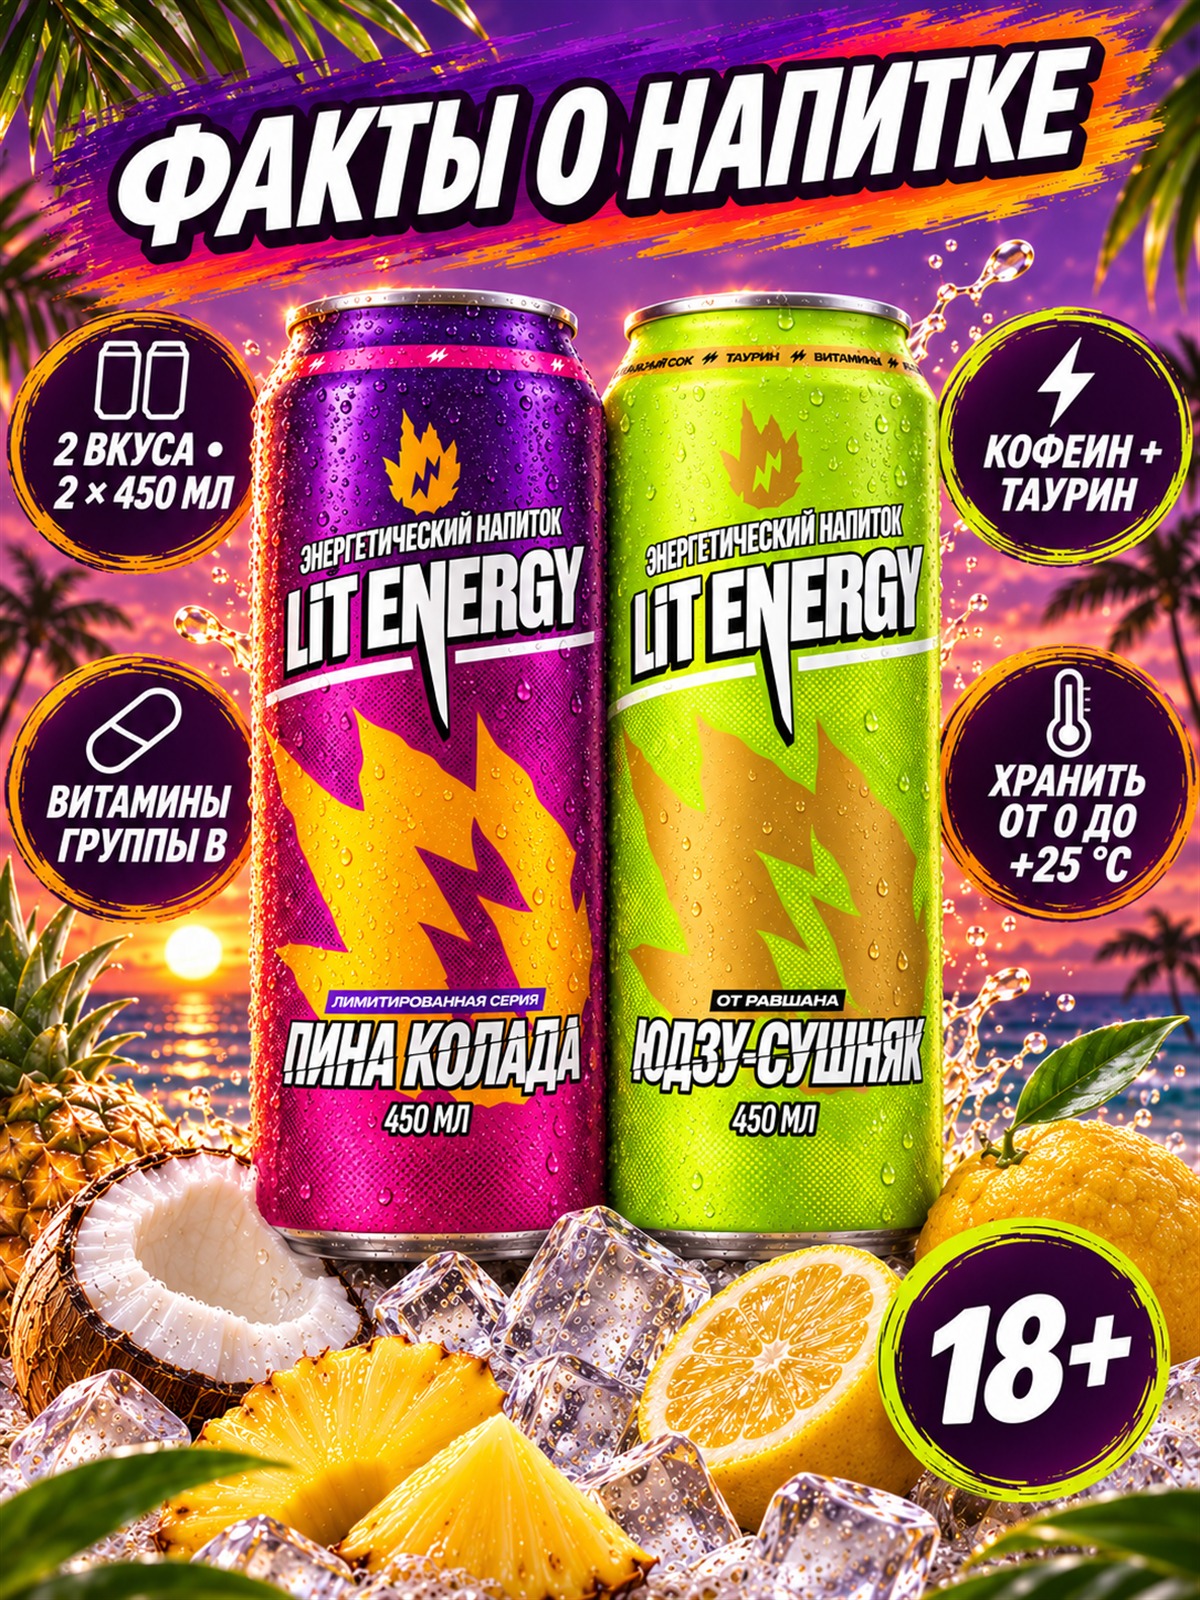 ФАКТЫ О НАПИТКЕ
2 ВКУСА •
2 × 450 МЛ
ВИТАМИНЫ
ГРУППЫ В
ЭНЕРГЕТИЧЕСКИЙ НАПИТОК
LIT ENERGY
ЛИМИТИРОВАННАЯ СЕРИЯ
ПИНА КОЛАДА
450 МЛ
СОК ТАУРИН ВИТАМИНЫ
ЭНЕРГЕТИЧЕСКИЙ НАПИТОК
LIT ENERGY
ОТ РАВШАНА
ЮДЗУ-СУШНЯК
450 МЛ
КОФЕИН +
ТАУРИН
ХРАНИТЬ
ОТ 0 ДО
+25 °C
18+